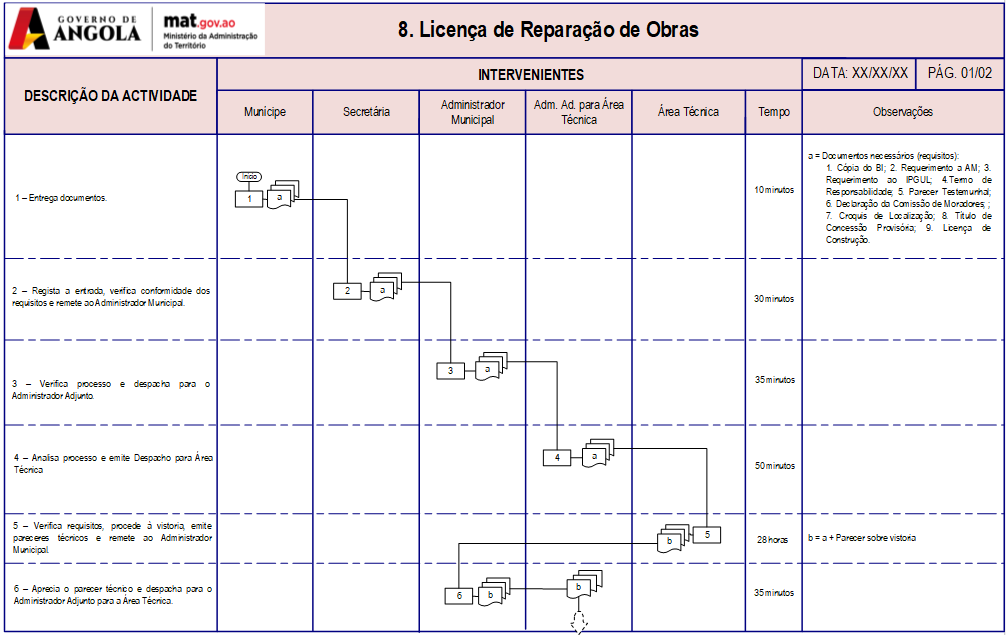 GOVERNO DE
ANGOLA
mat.gov.ao
Ministério da Administração
do Território
8. Licença de Reparação de Obras
DESCRIÇÃO DA ACTIVIDADE
INTERVENIENTES
DATA: XX/XX/XX
PÁG. 01/02
Munícipe
Secretária
Administrador
Municipal
Adm. Ad. para Área
Técnica
Área Técnica
Tempo
Observações
1 – Entrega documentos.
Início
1
a
10 minutos
a = Documentos necessários (requisitos):
1. Cópia do BI; 2. Requerimento a AM; 3.
Requerimento ao IPGUL; 4.Termo de
Responsabilidade; 5. Parecer Testemunhal;
6. Declaração da Comissão de Moradores; ;
7. Croquis de Localização; 8. Título de
Concessão Provisória; 9. Licença de
Construção.
2 – Regista a entrada, verifica conformidade dos
requisitos e remete ao Administrador Municipal.
2
a
30 minutos
3 – Verifica processo e despacha para o
Administrador Adjunto.
3
a
35 minutos
4 – Analisa processo e emite Despacho para Área
Técnica
4
a
50 minutos
5 – Verifica requisitos, procede à vistoria, emite
pareceres técnicos e remete ao Administrador
Municipal.
b
5
28 horas
b = a + Parecer sobre vistoria
6 – Aprecia o parecer técnico e despacha para o
Administrador Adjunto para a Área Técnica.
6
b
b
35 minutos